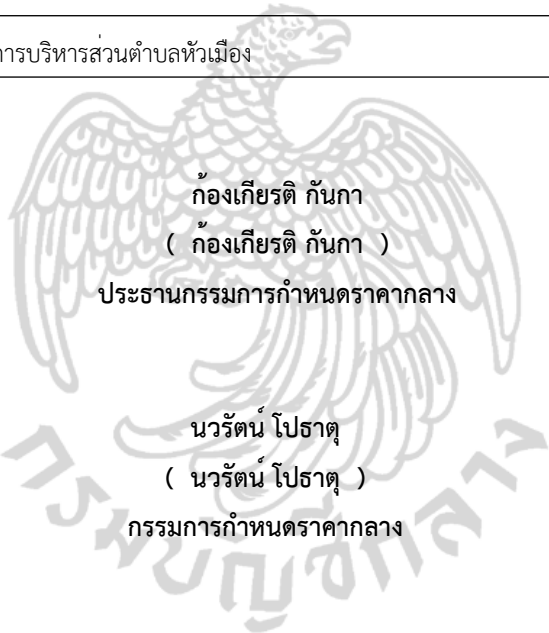 การบริหารส่วนตำบลหัวเมือง
ก้องเกียรติ กันกา
( ก้องเกียรติ กันกา )
ประธานกรรมการกำหนดราคากลาง
นวรัตน์ โปธาตุ
( นวรัตน์ โปธาตุ )
กรรมการกำหนดราคากลาง
กรมบัญชีกลาง